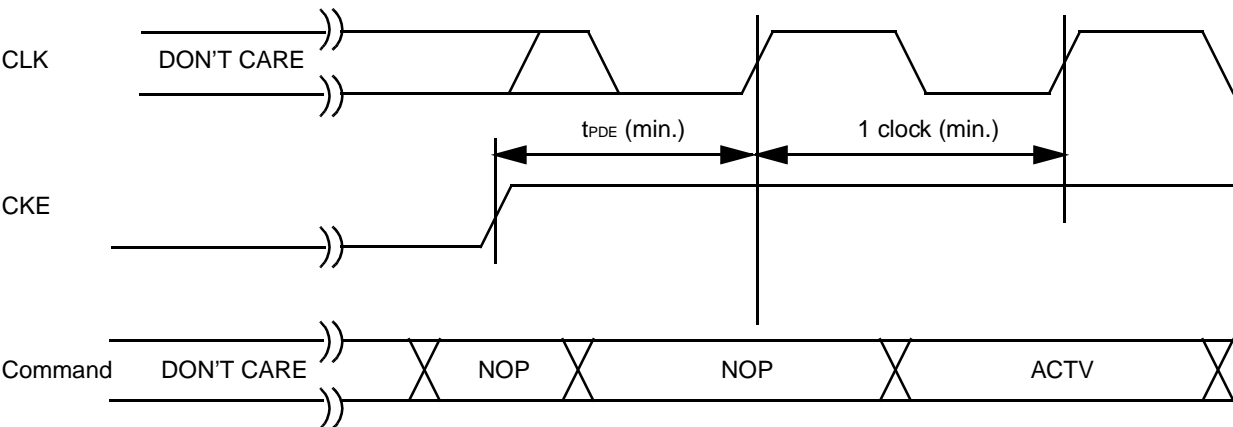 CLK DON'T CARE
tPDE (min.) 1 clock (min.)
CKE
Command DON'T CARE NOP NOP ACTV